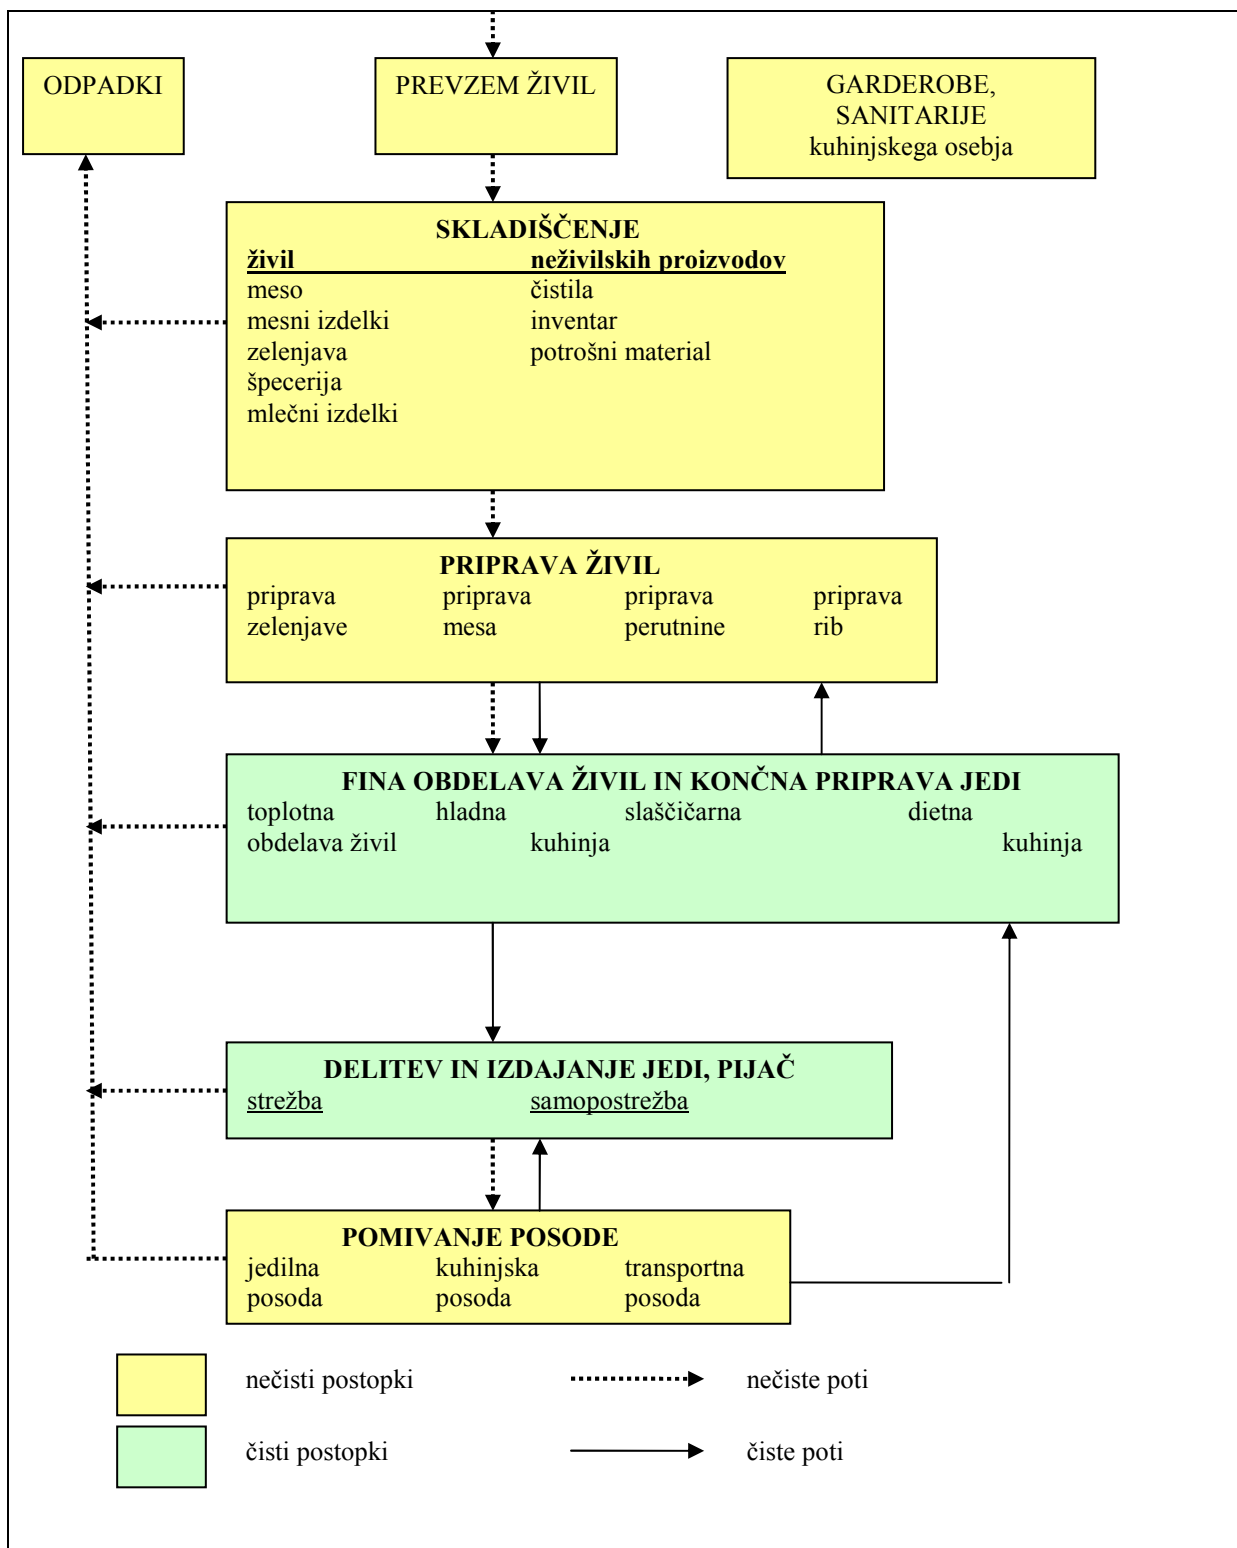 ODPADKI
PREVZEM ŽIVIL
GARDEROBE,
SANITARIJE
kuhinjskega osebja
SKLADIŠČENJE
živil neživilskih proizvodov
meso čistila
mesni izdelki inventar
zelenjava potrošni material
špecerija
mlečni izdelki
PRIPRAVA ŽIVIL
priprava priprava priprava priprava
zelenjave mesa perutnine rib
FINA OBDELAVA ŽIVIL IN KONČNA PRIPRAVA JEDI
toplotna hladna slaščičarna dietna
obdelava živil kuhinja kuhinja
DELITEV IN IZDAJANJE JEDI, PIJAČ
strežba samopostrežba
POMIVANJE POSODE
jedilna kuhinjska transportna
posoda posoda posoda
nečisti postopki nečiste poti
čisti postopki čiste poti